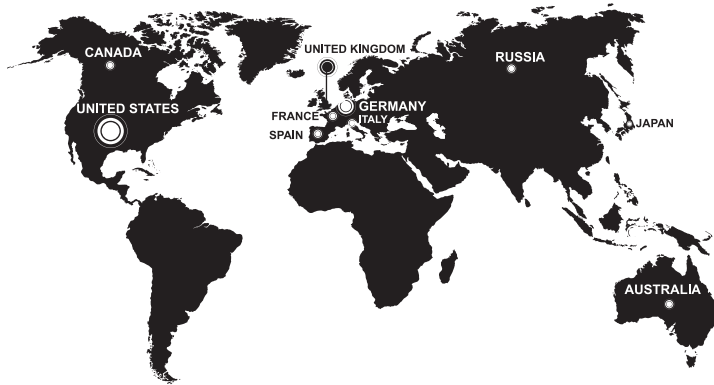 CANADA
UNITED KINGDOM
RUSSIA
UNITED STATES
GERMANY
FRANCE
ITALY
JAPAN
SPAIN
AUSTRALIA